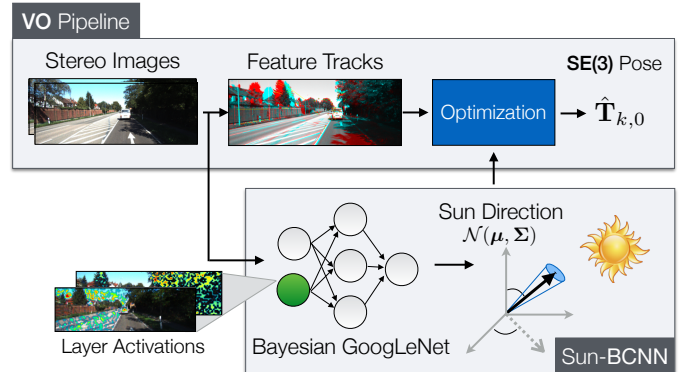 VO Pipeline
Stereo Images
Feature Tracks
SE(3) Pose
Optimization
T̂ₖ,₀
Sun Direction
𝒩(μ, Σ)
Layer Activations
Bayesian GoogLeNet
Sun-BCNN